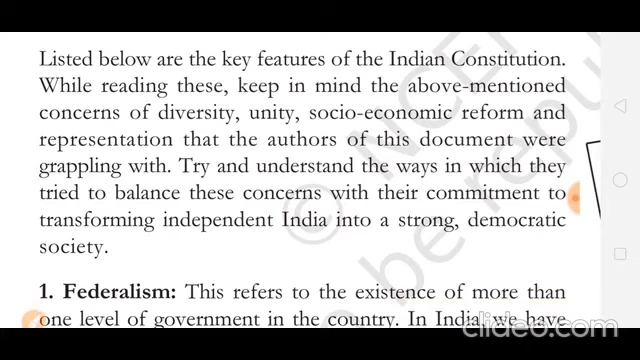 Listed below are the key features of the Indian Constitution.
While reading these, keep in mind the above-mentioned
concerns of diversity, unity, socio-economic reform and
representation that the authors of this document were
grappling with. Try and understand the ways in which they
tried to balance these concerns with their commitment to
transforming independent India into a strong, democratic
society.
1. Federalism: This refers to the existence of more than
one level of government in the country. In India, we have
© NCE
be repu
clideo.com